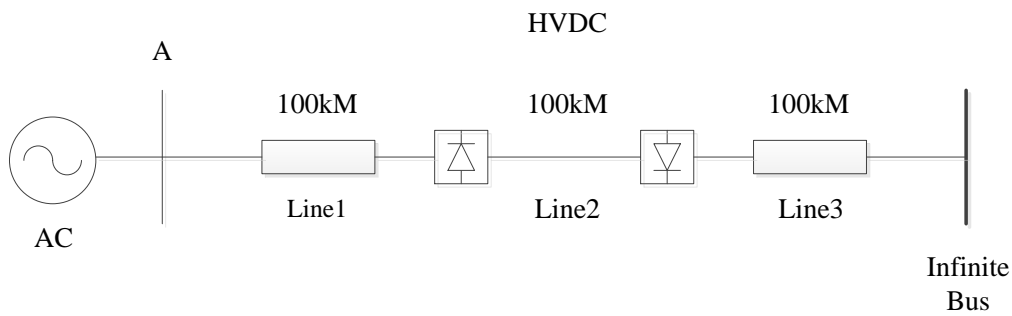 HVDC
A
100kM
100kM
100kM
Line1
Line2
Line3
AC
Infinite
Bus